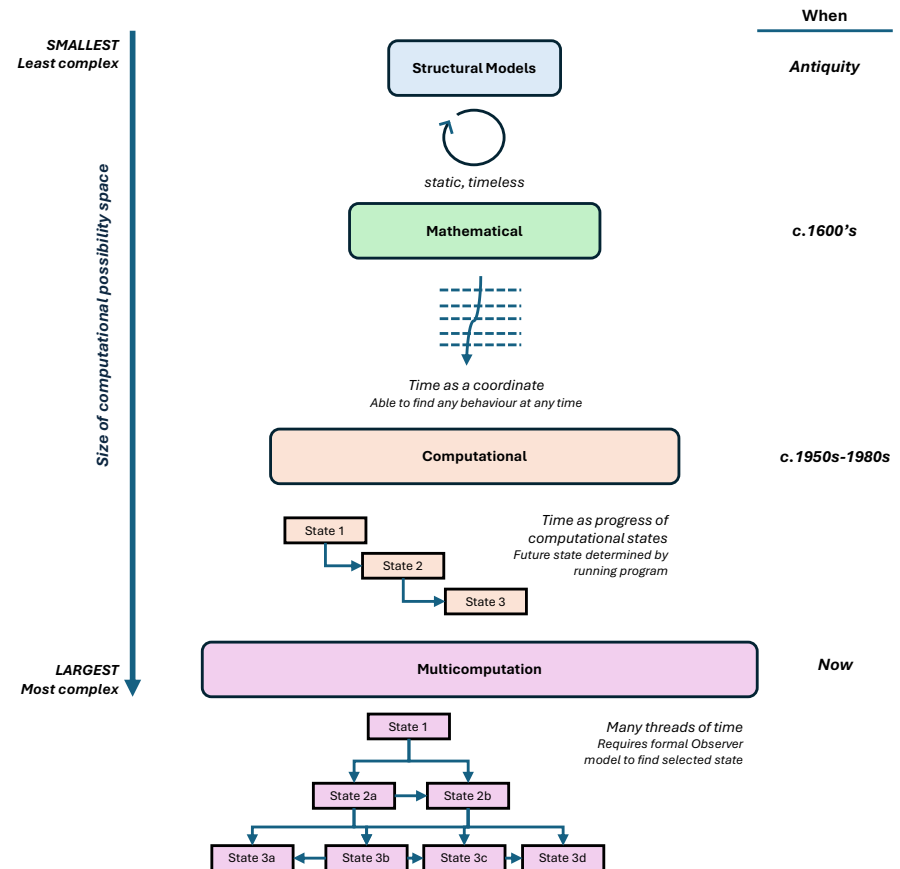 When
SMALLEST
Least complex
Structural Models
Antiquity
static, timeless
Size of computational possibility space
Mathematical
c.1600’s
Time as a coordinate
Able to find any behaviour at any time
Computational
c.1950s-1980s
State 1
State 2
State 3
Time as progress of
computational states
Future state determined by
running program
LARGEST
Most complex
Multicomputation
Now
State 1
Many threads of time
Requires formal Observer
model to find selected state
State 2a
State 2b
State 3a
State 3b
State 3c
State 3d